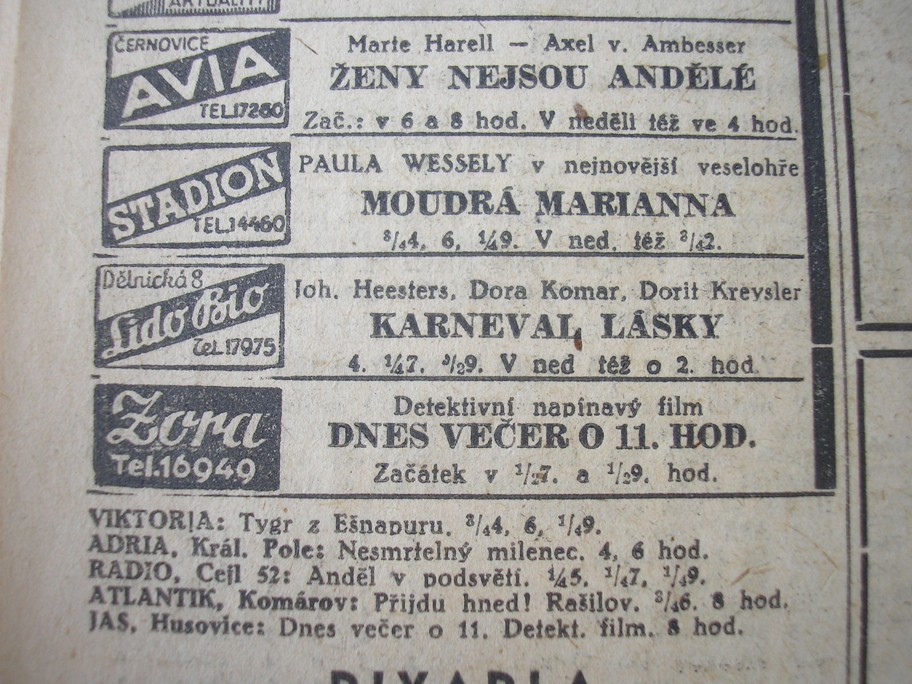 AKTUALITY
ČERNOVICE
AVIA
TEL.17260
Marte Harell — Axel v. Ambesser
ŽENY NEJSOU ANDĚLÉ
Zač.: v 6 a 8 hod. V neděli též ve 4 hod.
STADION
TEL.14460
PAULA WESSELY v nejnovější veselohře
MOUDRÁ MARIANNA
³/₄4, 6, ¼9. V ned. též ³/₄2.
Dělnická 8
Lido Bio
Tel. 17975
Joh. Heesters, Dora Komar, Dorit Kreysler
KARNEVAL LÁSKY
4, ¼7, ½9. V ned též o 2. hod
Zora
Tel.16949
Detektivní napínavý film
DNES VEČER O 11. HOD.
Začátek v ¹/₂7. a ¹/₂9. hod.
VIKTORIA: Tygr z Ešnapuru. ³/₄4, 6, ¹/₄9.
ADRIA, Král. Pole: Nesmrtelný milenec. 4, 6 hod.
RADIO, Cejl 52: Anděl v podsvětí. ¼5, ¹/₄7, ¹/₄9.
ATLANTIK, Komárov: Přijdu hned! Rašilov. ³/₄6. 8 hod.
JAS, Husovice: Dnes večer o 11. Detekt. film. 8 hod.
DIVADLA